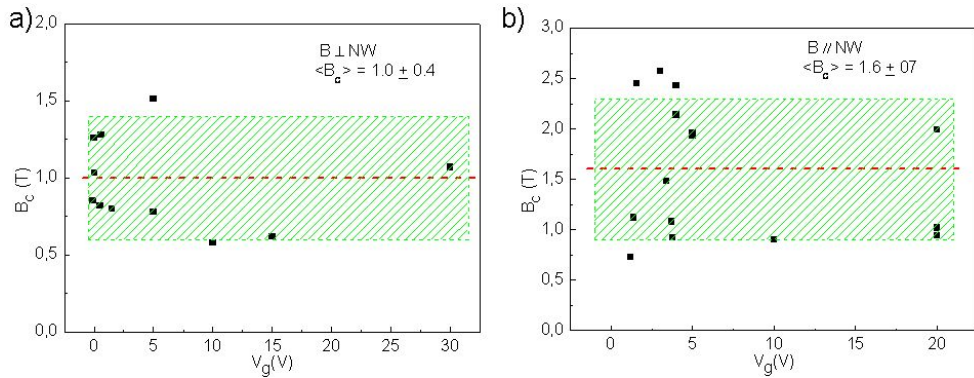 a)
2,0
1,5
1,0
0,5
0,0
B_c (T)
B ⊥ NW
<B_c> = 1.0 ± 0.4
0 5 10 15 20 25 30
V_g(V)
b)
3,0
2,5
2,0
1,5
1,0
0,5
0,0
B_c (T)
B // NW
<B_c> = 1.6 ± 07
0 5 10 15 20
V_g(V)